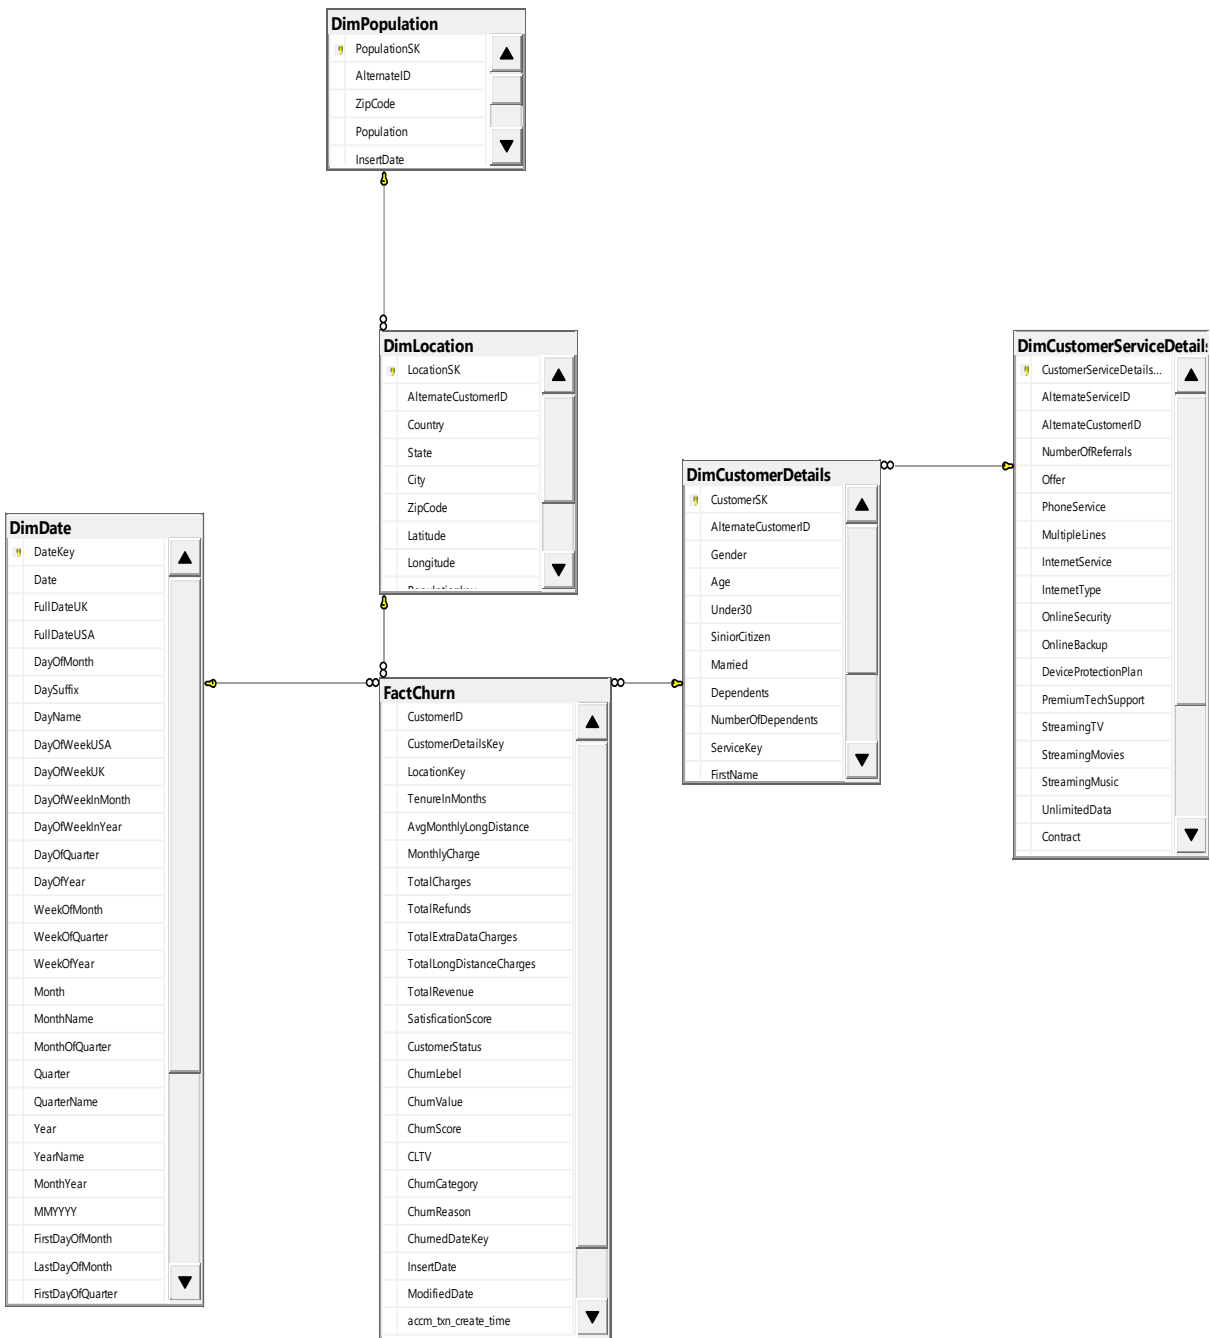 DimPopulation
PopulationSK
AlternateID
ZipCode
Population
InsertDate
DimLocation
LocationSK
AlternateCustomerID
Country
State
City
ZipCode
Latitude
Longitude
DimCustomerServiceDetails
CustomerServiceDetails...
AlternateServiceID
AlternateCustomerID
NumberOfReferrals
Offer
PhoneService
MultipleLines
InternetService
InternetType
OnlineSecurity
OnlineBackup
DeviceProtectionPlan
PremiumTechSupport
StreamingTV
StreamingMovies
StreamingMusic
UnlimitedData
Contract
DimCustomerDetails
CustomerSK
AlternateCustomerID
Gender
Age
Under30
SiniorCitizen
Married
Dependents
NumberOfDependents
ServiceKey
FirstName
DimDate
DateKey
Date
FullDateUK
FullDateUSA
DayOfMonth
DaySuffix
DayName
DayOfWeekUSA
DayOfWeekUK
DayOfWeekInMonth
DayOfWeekInYear
DayOfQuarter
DayOfYear
WeekOfMonth
WeekOfQuarter
WeekOfYear
Month
MonthName
MonthOfQuarter
Quarter
QuarterName
Year
YearName
MonthYear
MMYYYY
FirstDayOfMonth
LastDayOfMonth
FirstDayOfQuarter
FactChurn
CustomerID
CustomerDetailsKey
LocationKey
TenureInMonths
AvgMonthlyLongDistance
MonthlyCharge
TotalCharges
TotalRefunds
TotalExtraDataCharges
TotalLongDistanceCharges
TotalRevenue
SatisficationScore
CustomerStatus
ChurnLebel
ChurnValue
ChurnScore
CLTV
ChurnCategory
ChurnReason
ChurnedDateKey
InsertDate
ModifiedDate
accm_txn_create_time